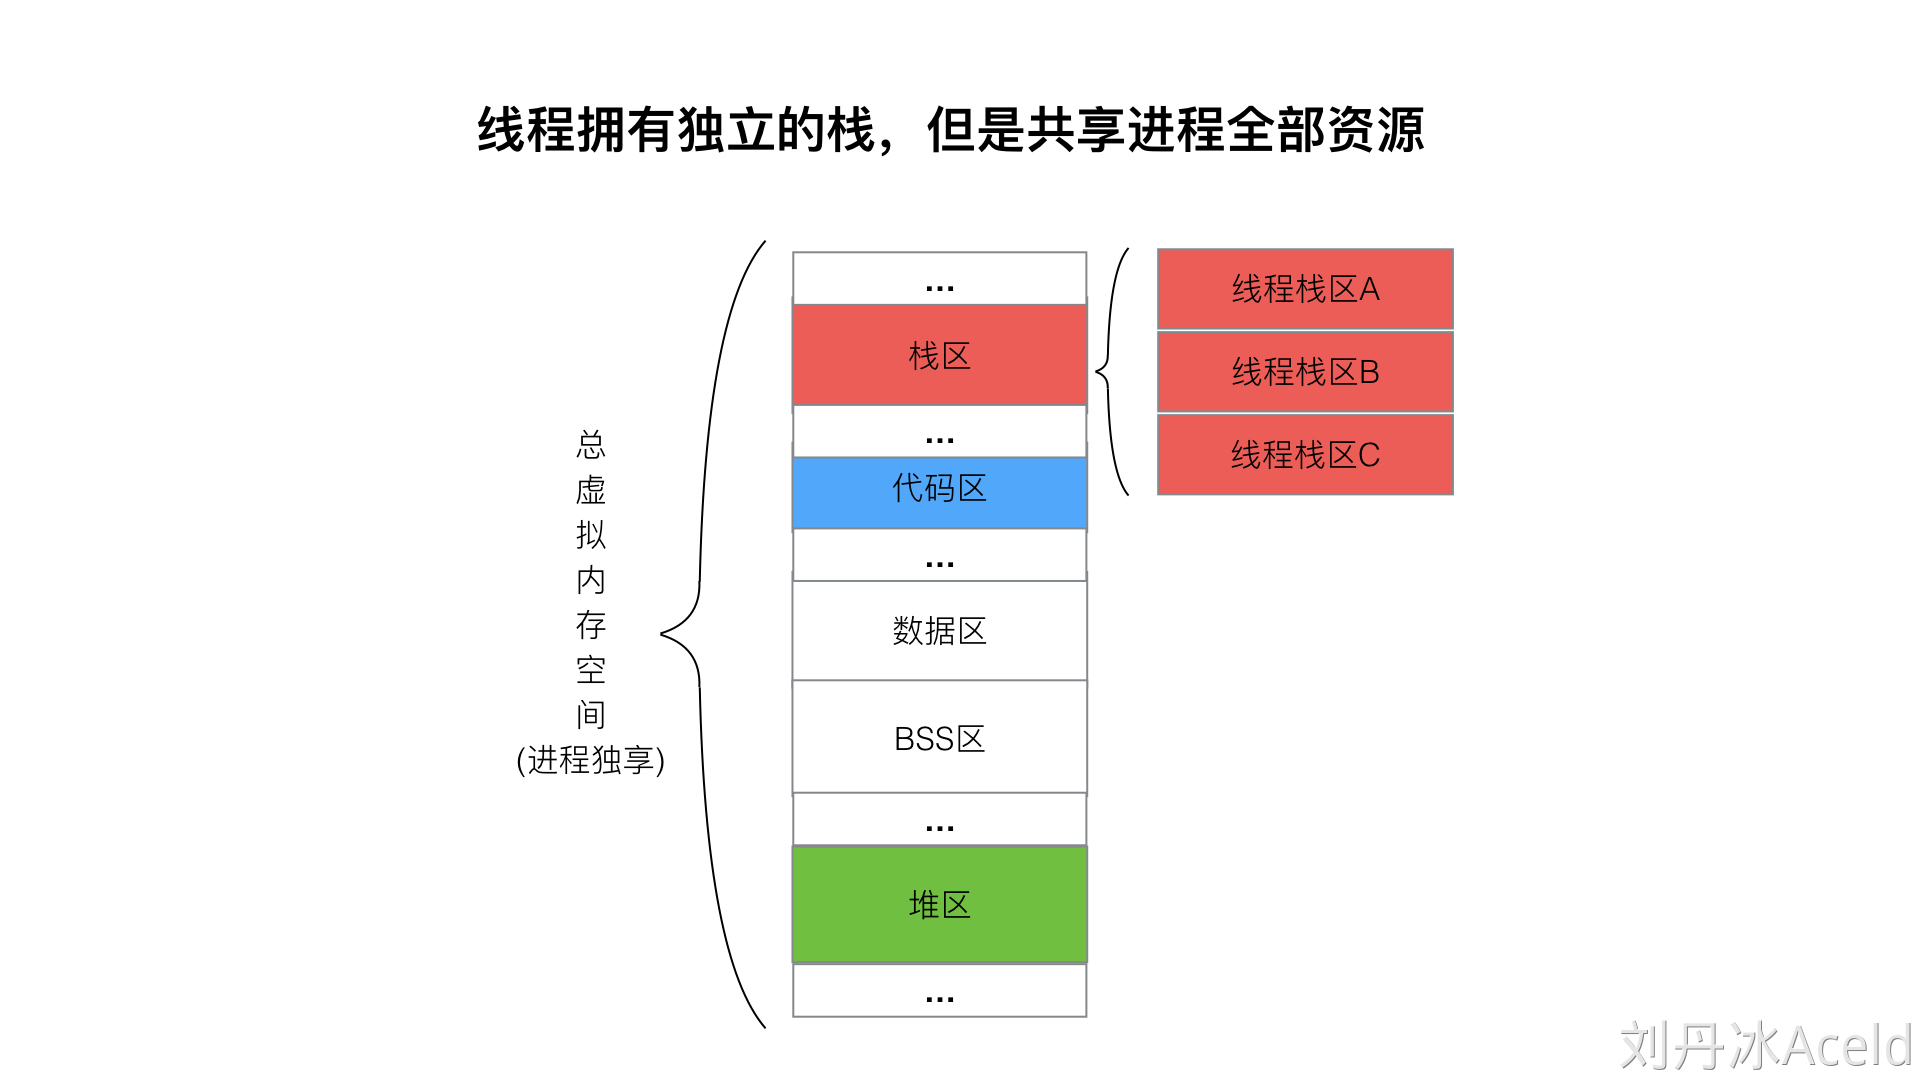 线程拥有独立的栈，但是共享进程全部资源
总
虚
拟
内
存
空
间
(进程独享)
...
栈区
...
代码区
...
数据区
BSS区
...
堆区
...
线程栈区A
线程栈区B
线程栈区C
刘丹冰Aceld